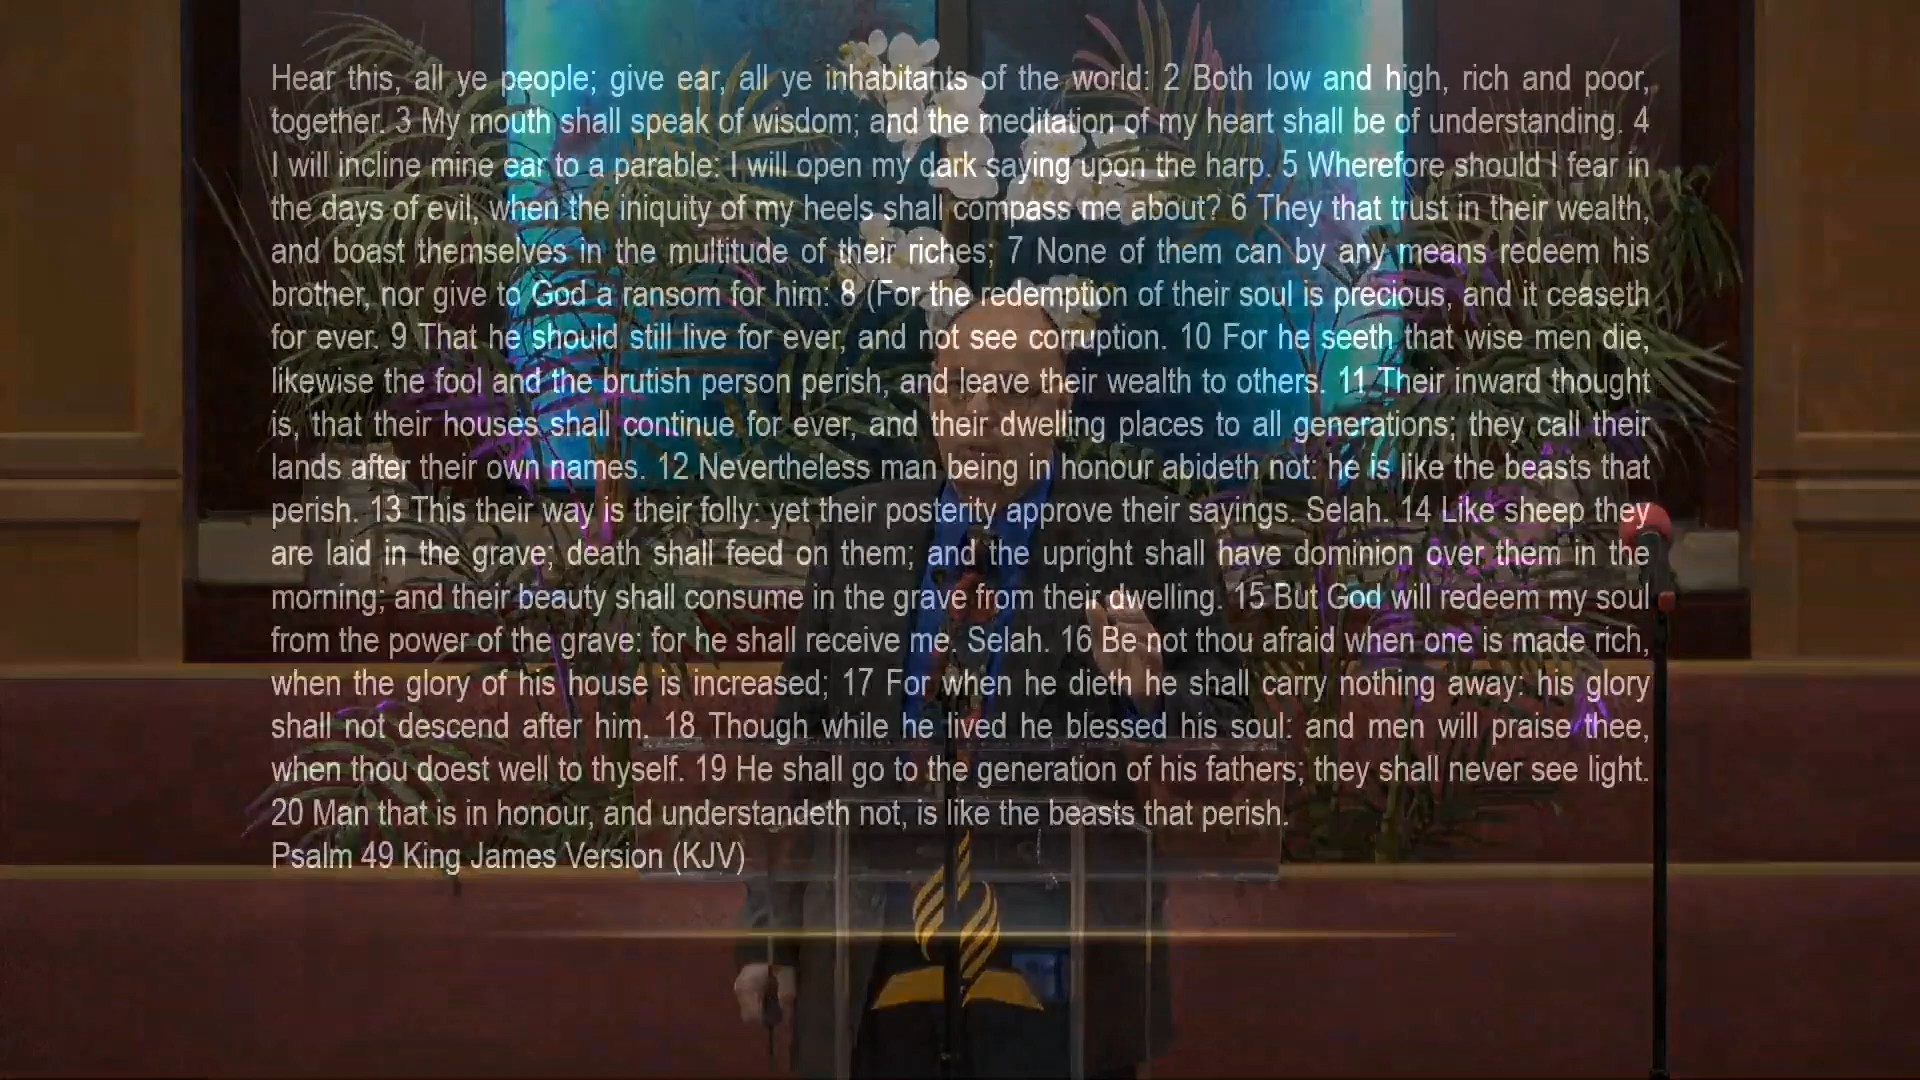 Hear this, all ye people; give ear, all ye inhabitants of the world: 2 Both low and high, rich and poor,
together. 3 My mouth shall speak of wisdom; and the meditation of my heart shall be of understanding. 4
I will incline mine ear to a parable: I will open my dark saying upon the harp. 5 Wherefore should I fear in
the days of evil, when the iniquity of my heels shall compass me about? 6 They that trust in their wealth,
and boast themselves in the multitude of their riches; 7 None of them can by any means redeem his
brother, nor give to God a ransom for him: 8 (For the redemption of their soul is precious, and it ceaseth
for ever. 9 That he should still live for ever, and not see corruption. 10 For he seeth that wise men die,
likewise the fool and the brutish person perish, and leave their wealth to others. 11 Their inward thought
is, that their houses shall continue for ever, and their dwelling places to all generations; they call their
lands after their own names. 12 Nevertheless man being in honour abideth not: he is like the beasts that
perish. 13 This their way is their folly: yet their posterity approve their sayings. Selah. 14 Like sheep they
are laid in the grave; death shall feed on them; and the upright shall have dominion over them in the
morning; and their beauty shall consume in the grave from their dwelling. 15 But God will redeem my soul
from the power of the grave: for he shall receive me. Selah. 16 Be not thou afraid when one is made rich,
when the glory of his house is increased; 17 For when he dieth he shall carry nothing away: his glory
shall not descend after him. 18 Though while he lived he blessed his soul: and men will praise thee,
when thou doest well to thyself. 19 He shall go to the generation of his fathers; they shall never see light.
20 Man that is in honour, and understandeth not, is like the beasts that perish.
Psalm 49 King James Version (KJV)